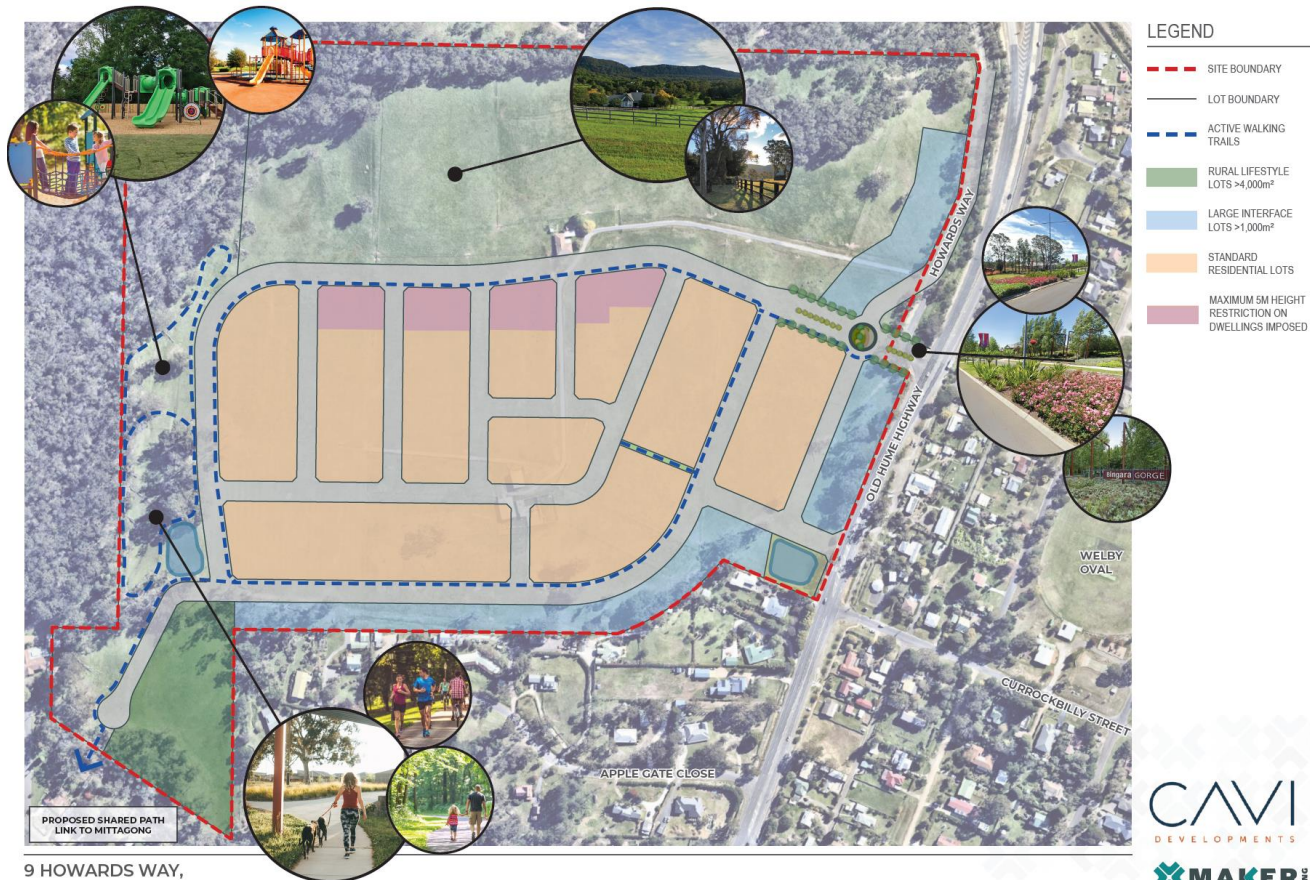 LEGEND
SITE BOUNDARY
LOT BOUNDARY
ACTIVE WALKING
TRAILS
RURAL LIFESTYLE
LOTS >4,000m²
LARGE INTERFACE
LOTS >1,000m²
STANDARD
RESIDENTIAL LOTS
MAXIMUM 5M HEIGHT
RESTRICTION ON
DWELLINGS IMPOSED
HOWARDS WAY
OLD HUME HIGHWAY
Bingara GORGE
WELBY
OVAL
CURROCKBILLY STREET
APPLE GATE CLOSE
PROPOSED SHARED PATH
LINK TO MITTAGONG
9 HOWARDS WAY,
CAVI
DEVELOPMENTS
MAKER